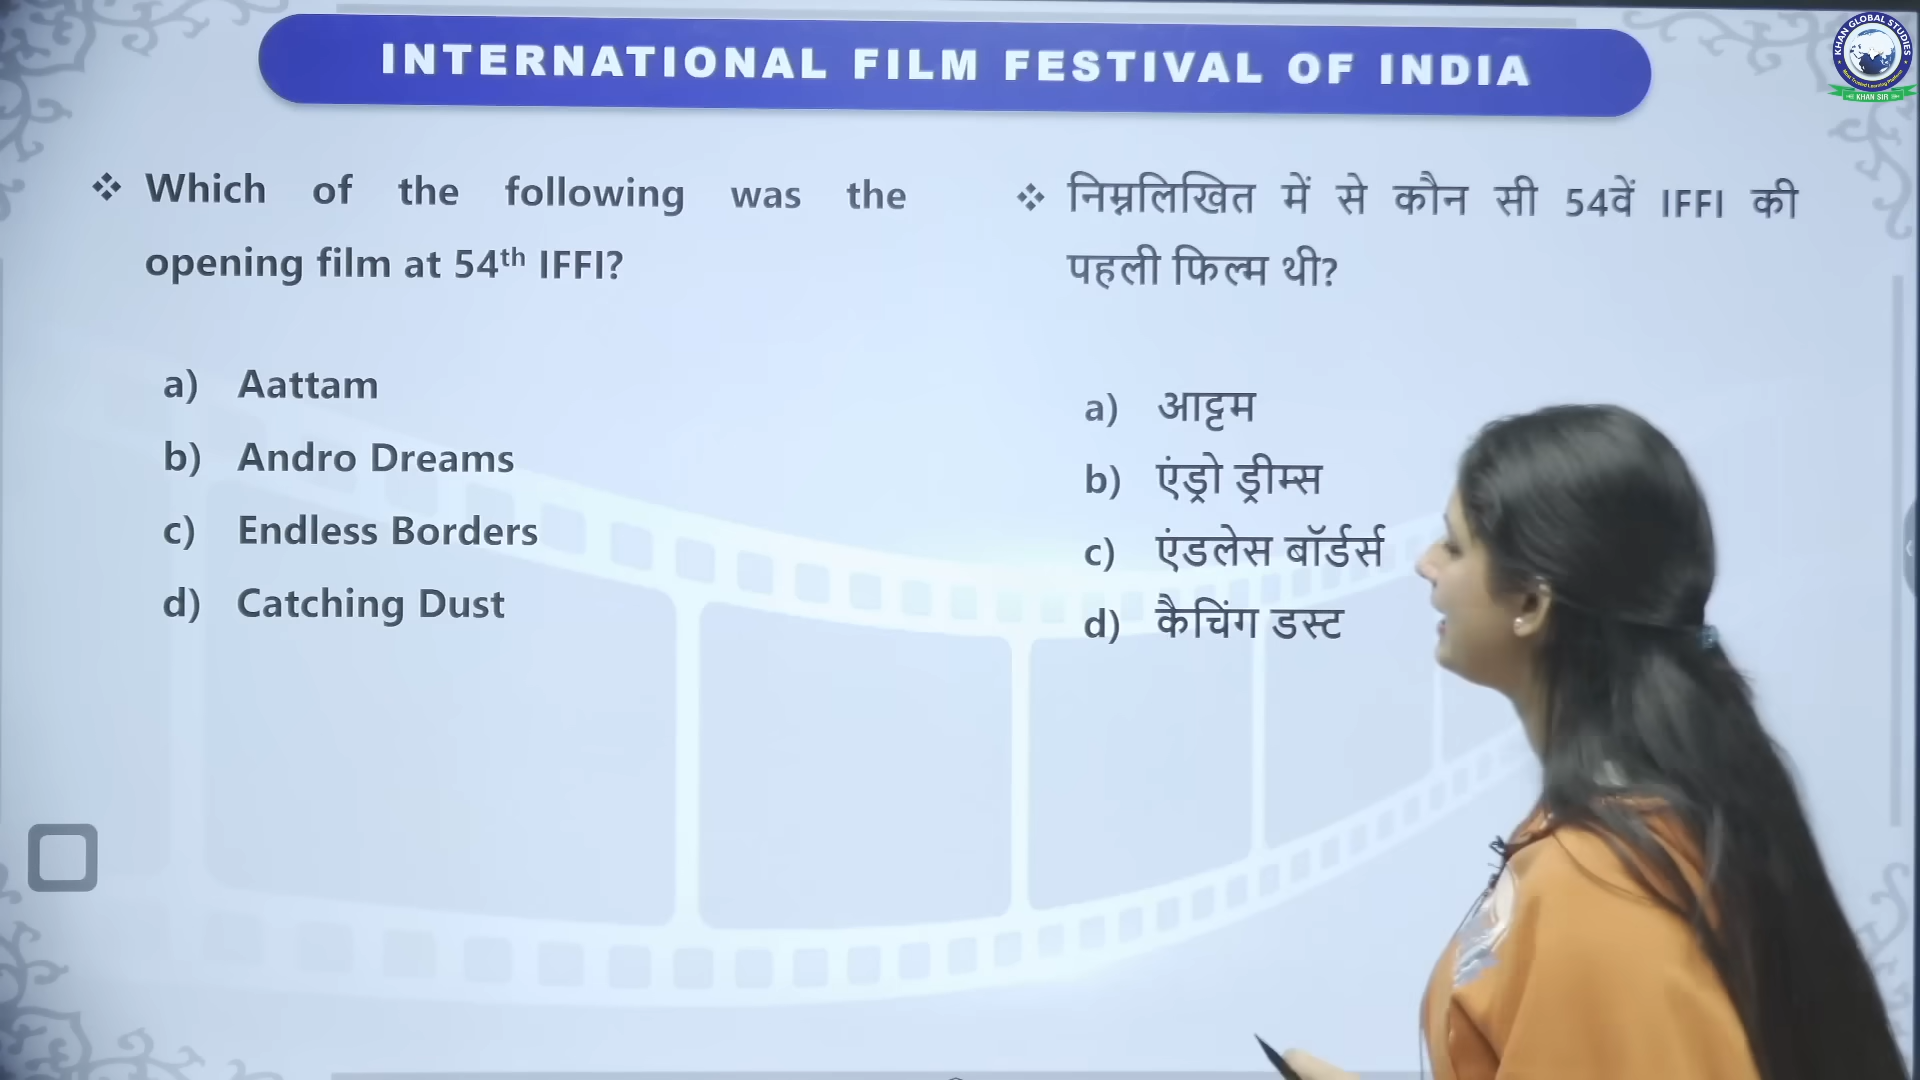 INTERNATIONAL FILM FESTIVAL OF INDIA
KHAN GLOBAL STUDIES
KHAN SIR
❖ Which of the following was the
opening film at 54th IFFI?
a) Aattam
b) Andro Dreams
c) Endless Borders
d) Catching Dust
❖ निम्नलिखित में से कौन सी 54वें IFFI की
पहली फिल्म थी?
a) आट्टम
b) एंड्रो ड्रीम्स
c) एंडलेस बॉर्डर्स
d) कैचिंग डस्ट